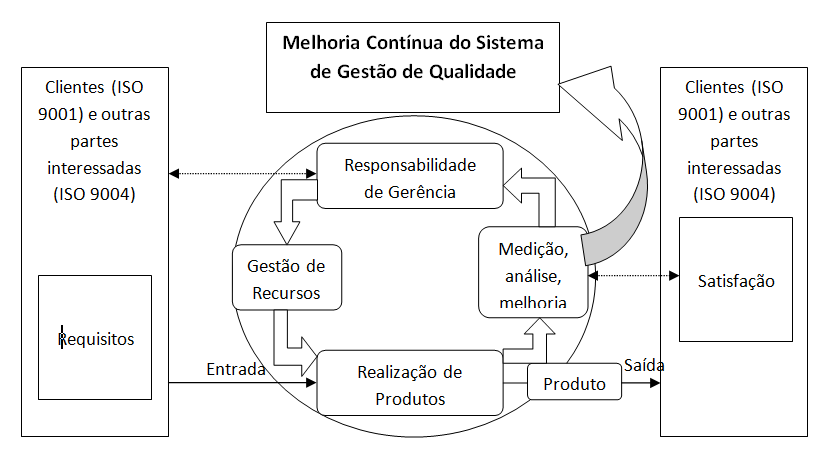 Melhoria Contínua do Sistema
de Gestão de Qualidade
Clientes (ISO
9001) e outras
partes
interessadas
(ISO 9004)
Requisitos
Responsabilidade
de Gerência
Gestão de
Recursos
Medição,
análise,
melhoria
Realização de
Produtos
Entrada
Produto
Saída
Clientes (ISO
9001) e outras
partes
interessadas
(ISO 9004)
Satisfação